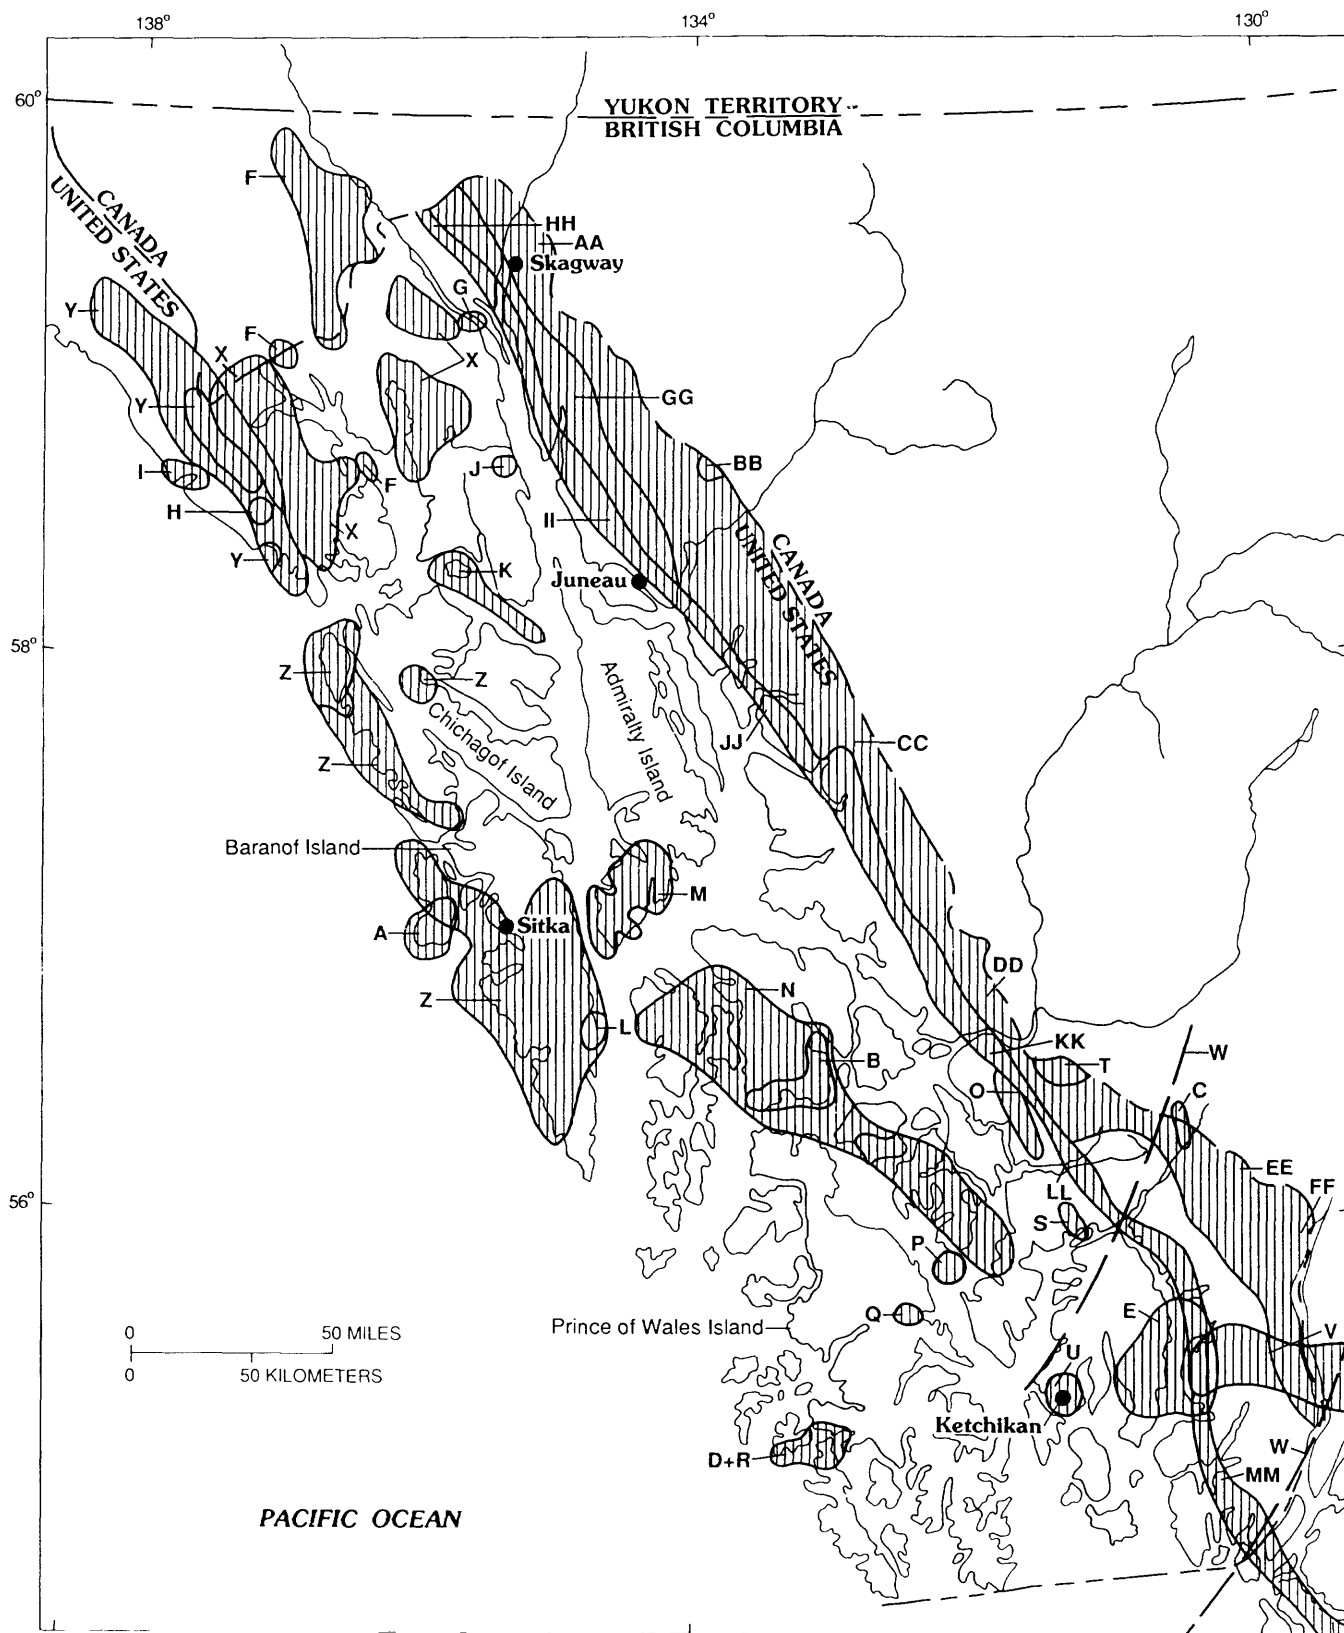 138°
134°
130°
60°
YUKON TERRITORY
BRITISH COLUMBIA
F
CANADA
UNITED STATES
HH
AA
Skagway
G
Y
F
X
X
GG
Y
BB
I
J
F
H
II
X
CANADA
UNITED STATES
Y
K
Juneau
58°
Z
Z
Admiralty Island
Chichagof Island
JJ
CC
Z
Baranof Island
M
A
Sitka
DD
N
Z
L
KK
W
B
T
O
C
EE
56°
LL
FF
S
P
E
Q
Prince of Wales Island
0 50 MILES
0 50 KILOMETERS
V
U
Ketchikan
D+R
W
MM
PACIFIC OCEAN